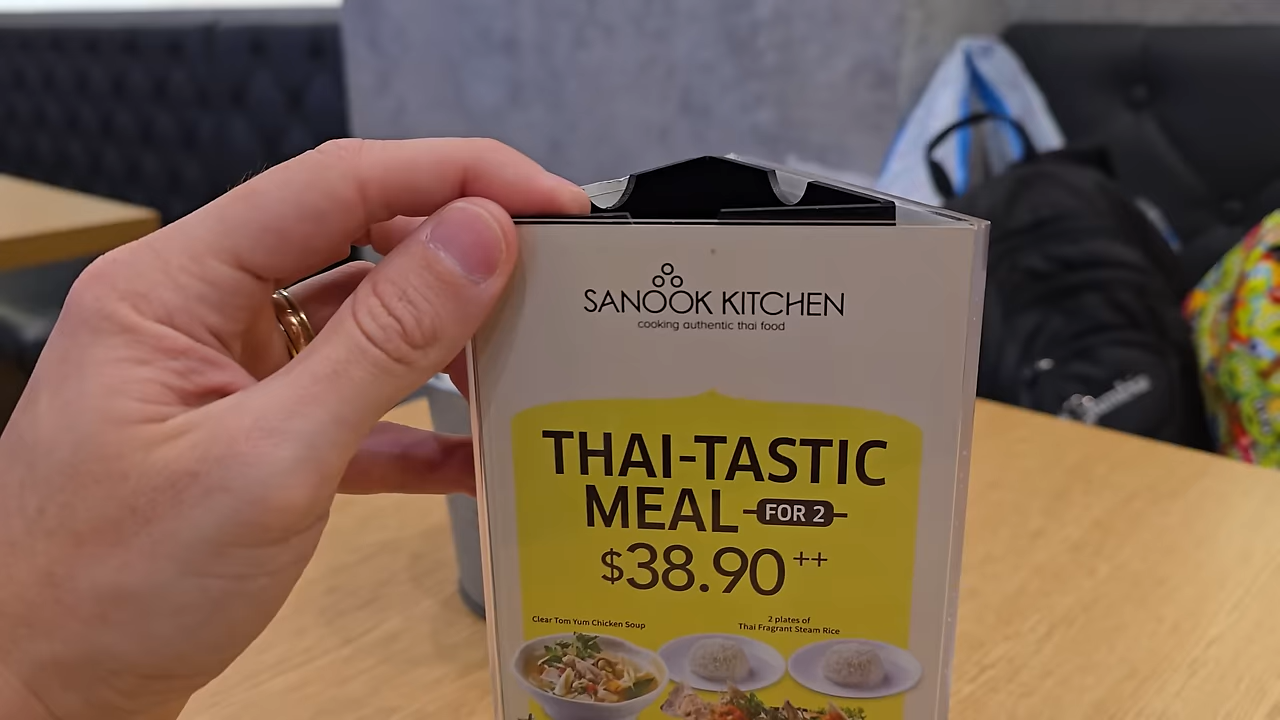 SANOOK KITCHEN
cooking authentic thai food
THAI-TASTIC
MEAL FOR 2
$38.90++
Clear Tom Yum Chicken Soup
2 plates of
Thai Fragrant Steam Rice